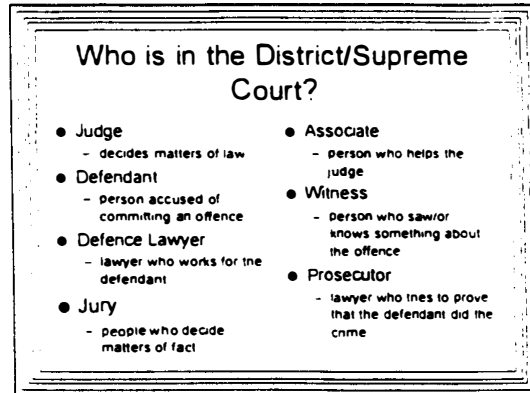 Who is in the District/Supreme
Court?
● Judge
- decides matters of law
● Defendant
- person accused of
committing an offence
● Defence Lawyer
- lawyer who works for the
defendant
● Jury
- people who decide
matters of fact
● Associate
- person who helps the
judge
● Witness
- person who saw/or
knows something about
the offence
● Prosecutor
- lawyer who tries to prove
that the defendant did the
crime